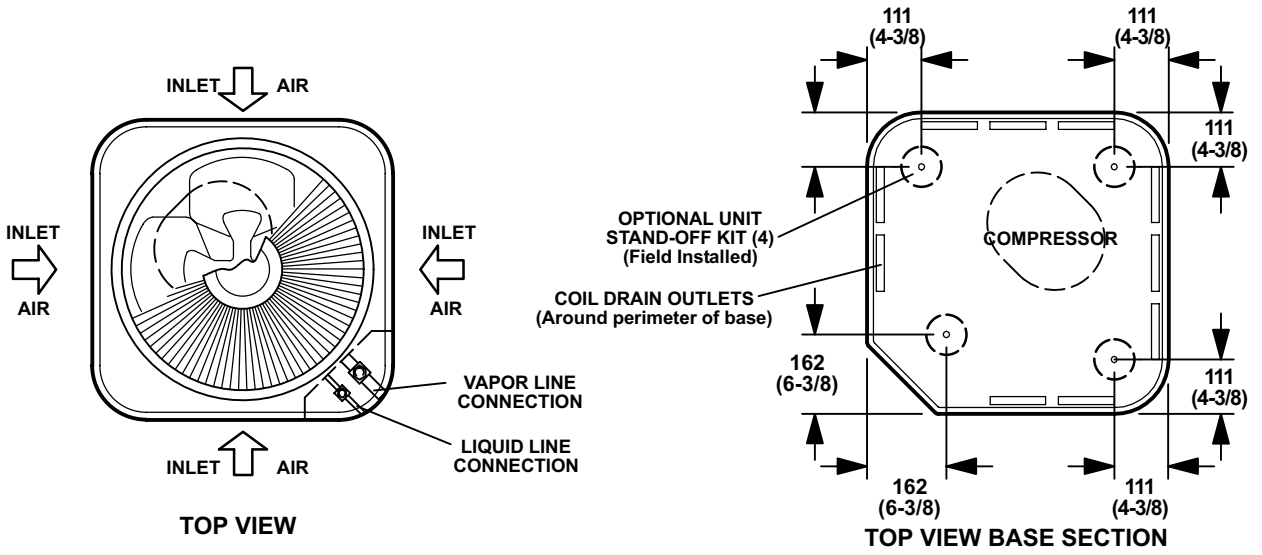 INLET AIR
INLET
AIR
INLET
AIR
VAPOR LINE
CONNECTION
LIQUID LINE
CONNECTION
INLET AIR
TOP VIEW
111
(4-3/8)
111
(4-3/8)
111
(4-3/8)
OPTIONAL UNIT
STAND-OFF KIT (4)
(Field Installed)
COMPRESSOR
COIL DRAIN OUTLETS
(Around perimeter of base)
162
(6-3/8)
111
(4-3/8)
162
(6-3/8)
111
(4-3/8)
TOP VIEW BASE SECTION